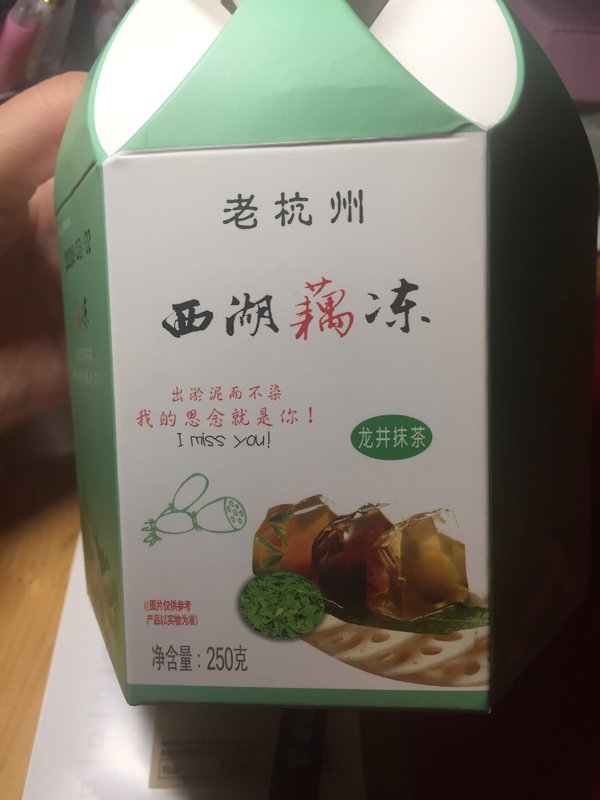 老杭州
西湖藕冻
出淤泥而不染
我的思念就是你！
I miss you!
龙井抹茶
((图片仅供参考
产品以实物为准)
净含量：250克